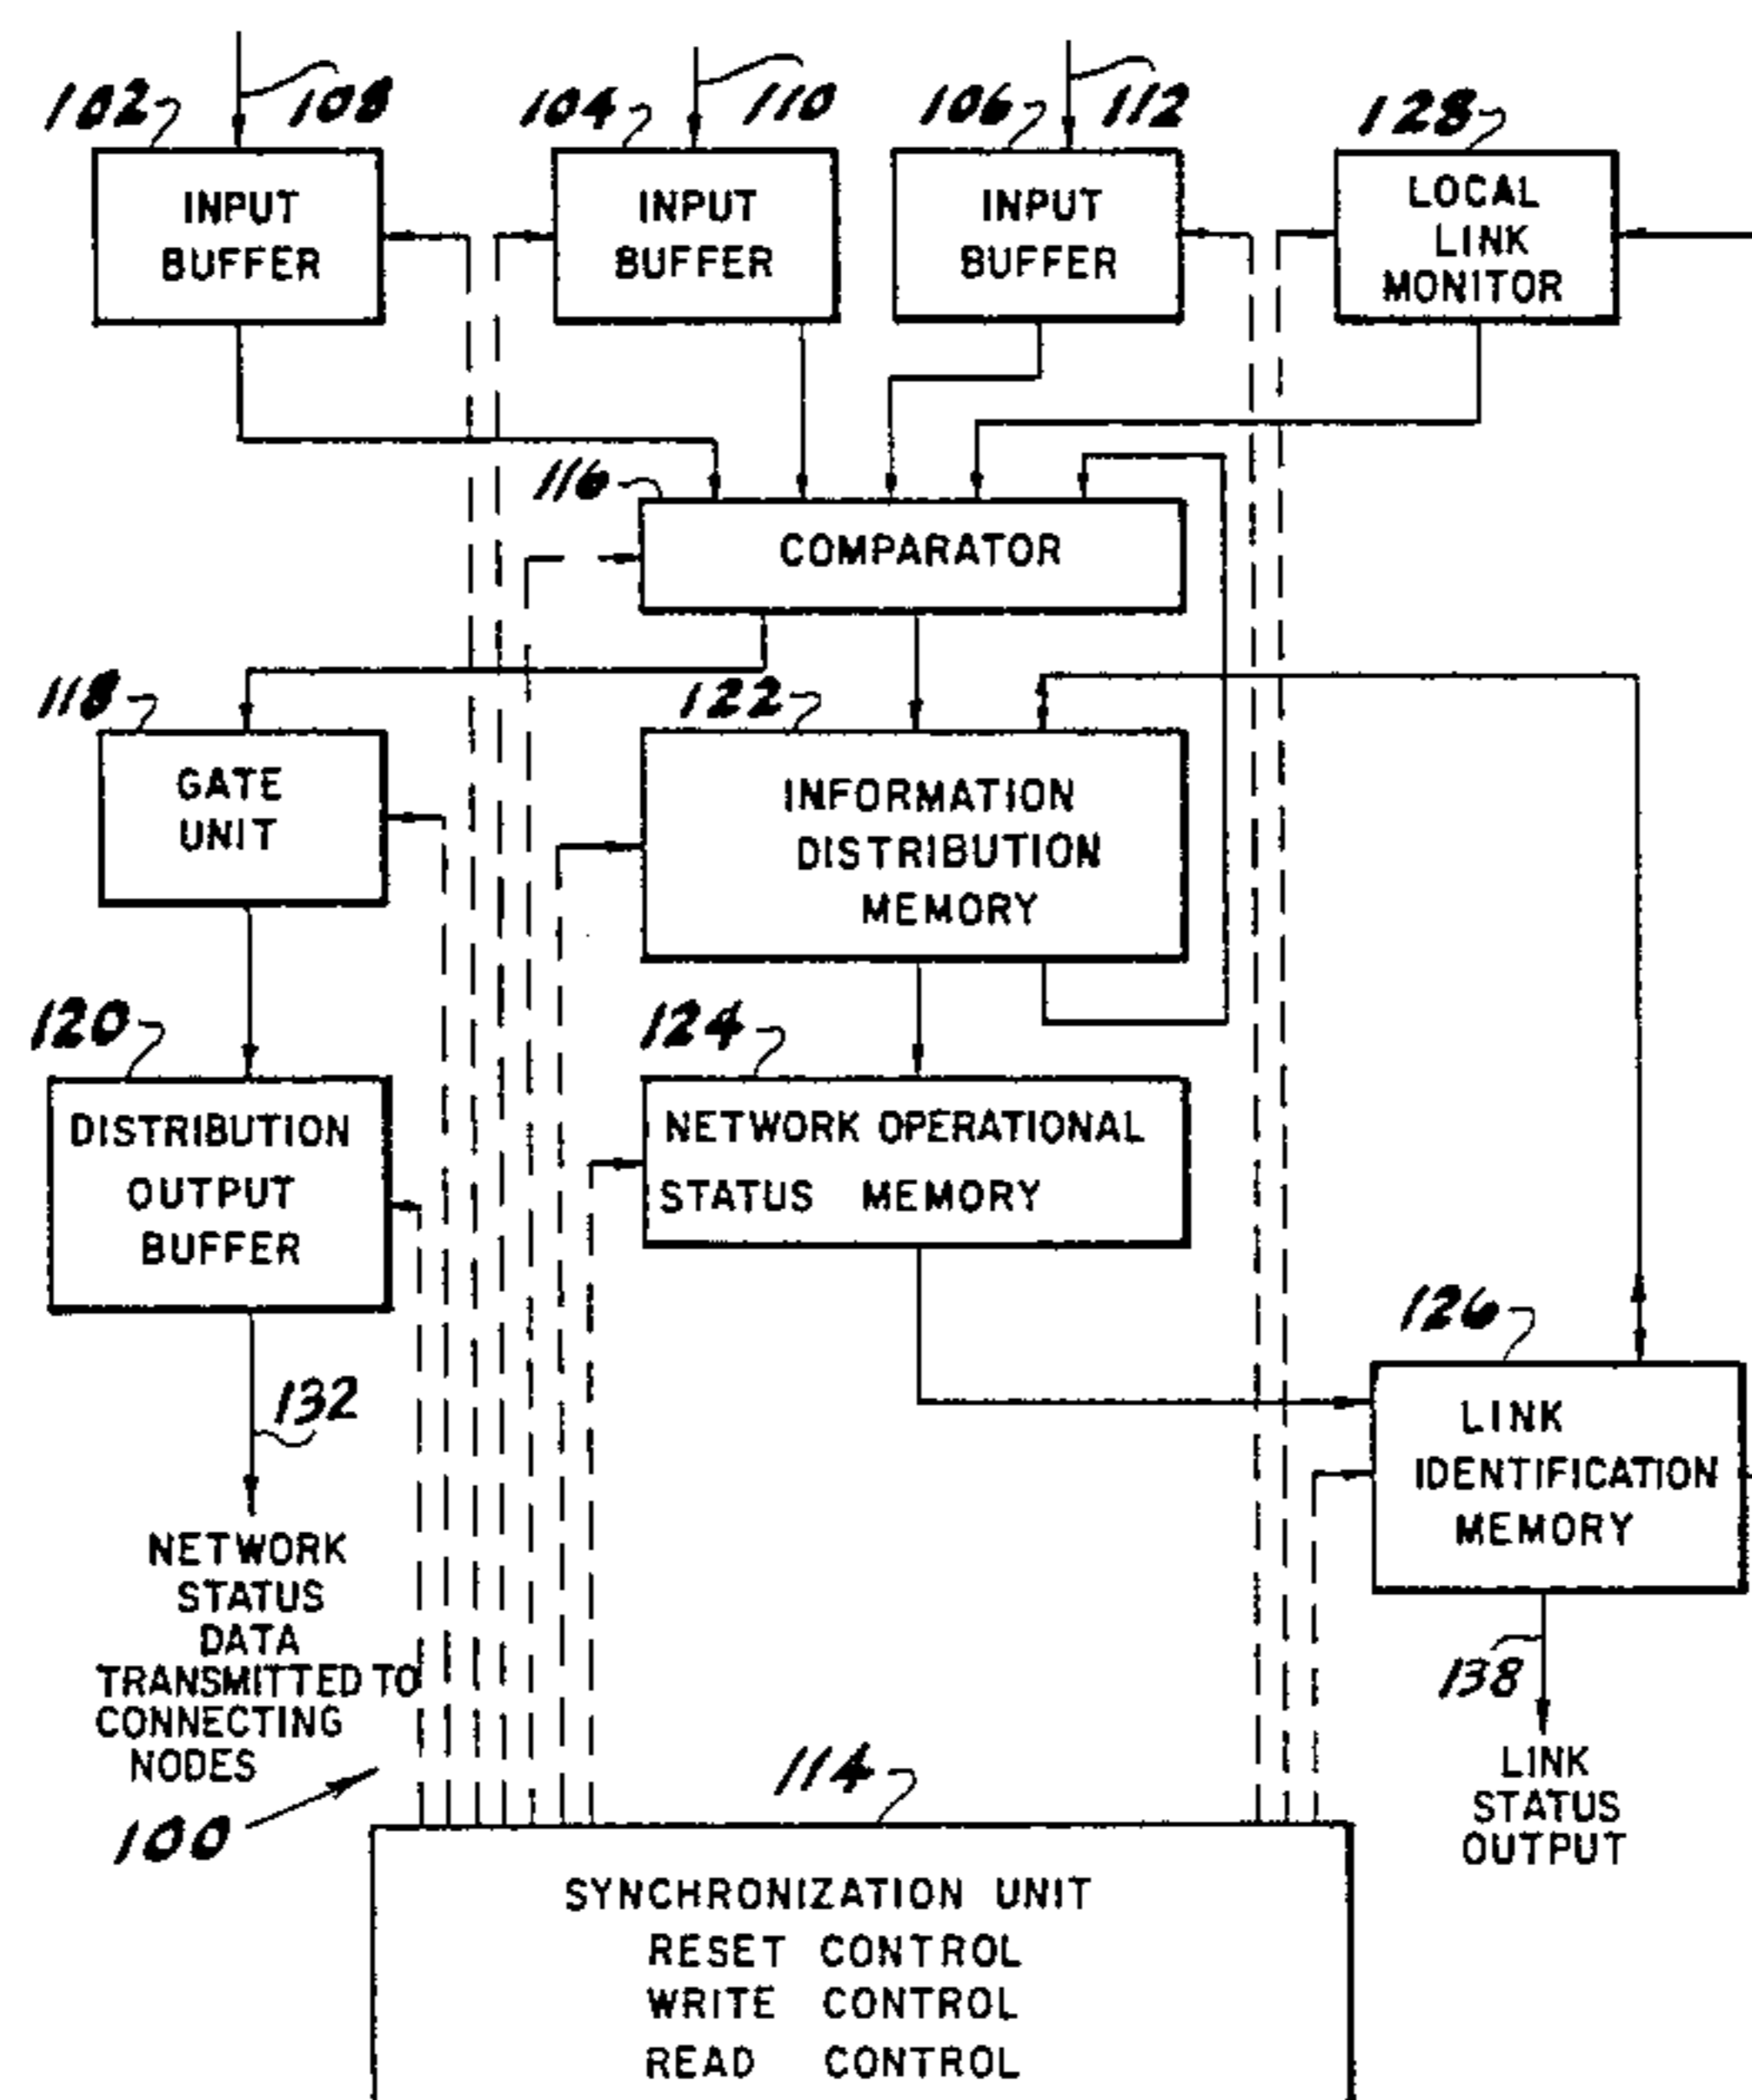 102 108 104 110 106 112 128
INPUT
BUFFER
INPUT
BUFFER
INPUT
BUFFER
LOCAL
LINK
MONITOR
116
COMPARATOR
118
GATE
UNIT
122
INFORMATION
DISTRIBUTION
MEMORY
120
DISTRIBUTION
OUTPUT
BUFFER
124
NETWORK OPERATIONAL
STATUS MEMORY
126
LINK
IDENTIFICATION
MEMORY
132
NETWORK
STATUS
DATA
TRANSMITTED TO
CONNECTING
NODES
138
LINK
STATUS
OUTPUT
100
114
SYNCHRONIZATION UNIT
RESET CONTROL
WRITE CONTROL
READ CONTROL